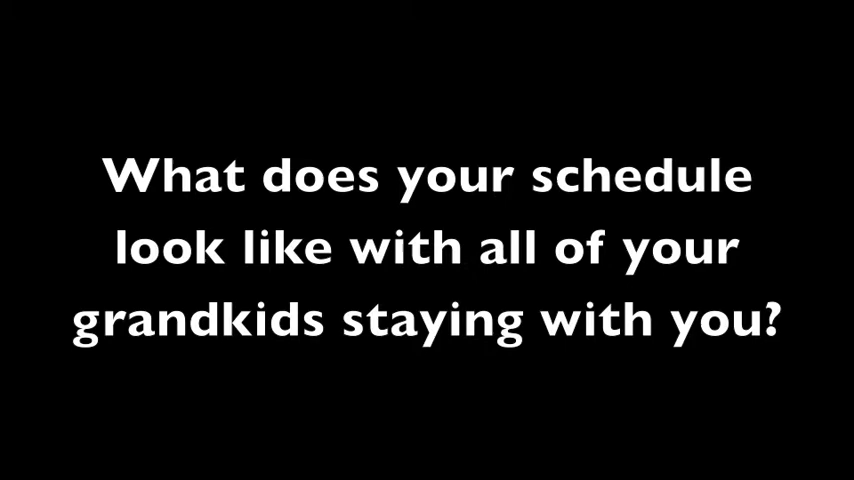 What does your schedule
look like with all of your
grandkids staying with you?